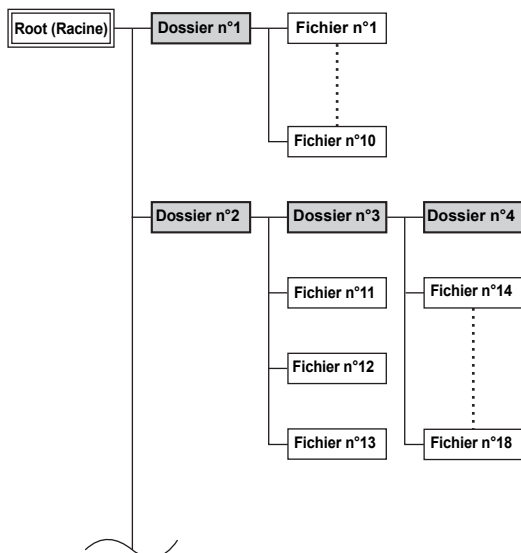 Root (Racine)
Dossier n°1
Fichier n°1
Fichier n°10
Dossier n°2
Dossier n°3
Dossier n°4
Fichier n°11
Fichier n°14
Fichier n°12
Fichier n°13
Fichier n°18